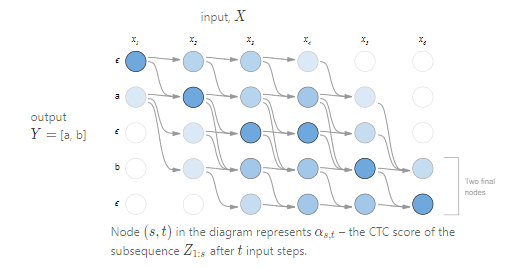 input, X
x₁ x₂ x₃ x₄ x₅ x₆
ϵ
a
ϵ
b
ϵ
output
Y = [a, b]
Two final
nodes
Node (s, t) in the diagram represents αₛ,ₜ – the CTC score of the
subsequence Z₁:ₛ after t input steps.